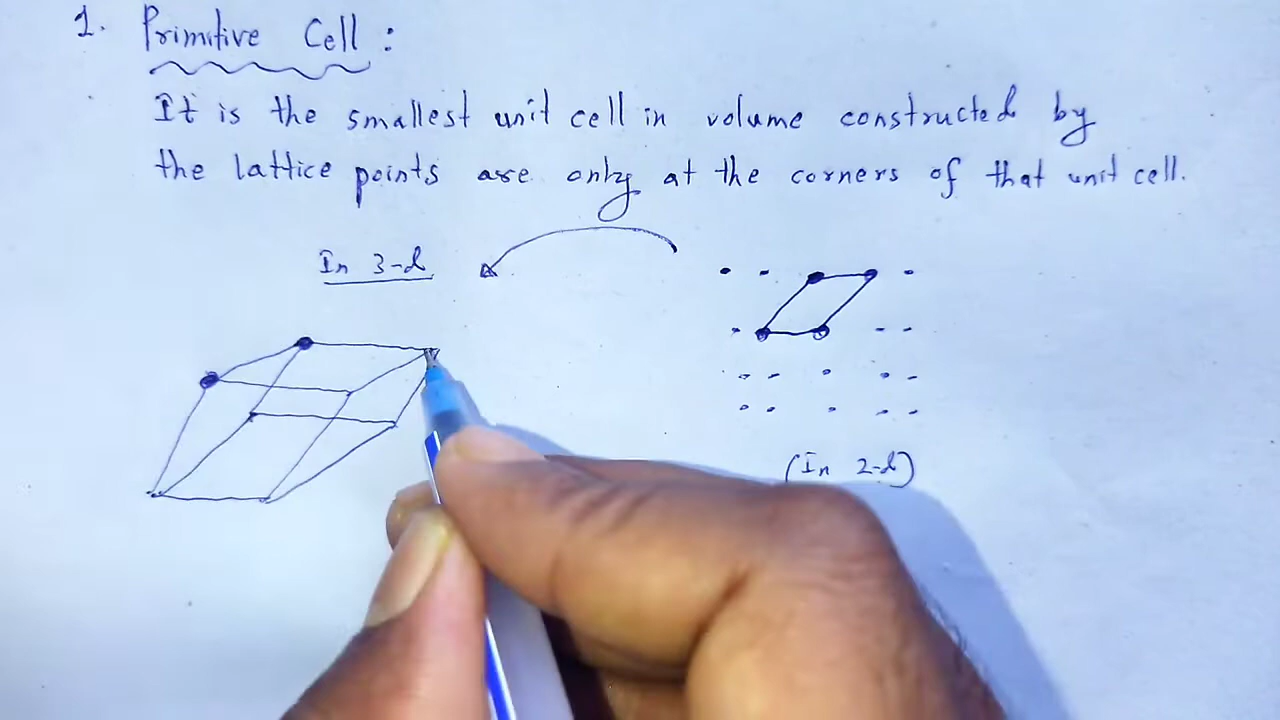 1. Primitive Cell :
It is the smallest unit cell in volume constructed by
the lattice points are only at the corners of that unit cell.
In 3-d
(In 2-d)